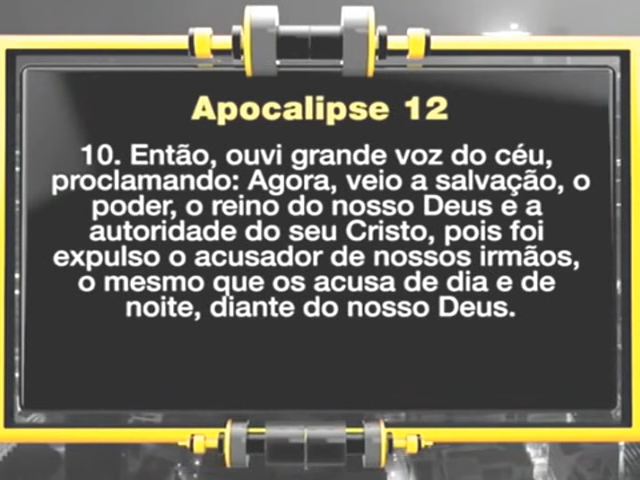 Apocalipse 12
10. Então, ouvi grande voz do céu,
proclamando: Agora, veio a salvação, o
poder, o reino do nosso Deus e a
autoridade do seu Cristo, pois foi
expulso o acusador de nossos irmãos,
o mesmo que os acusa de dia e de
noite, diante do nosso Deus.